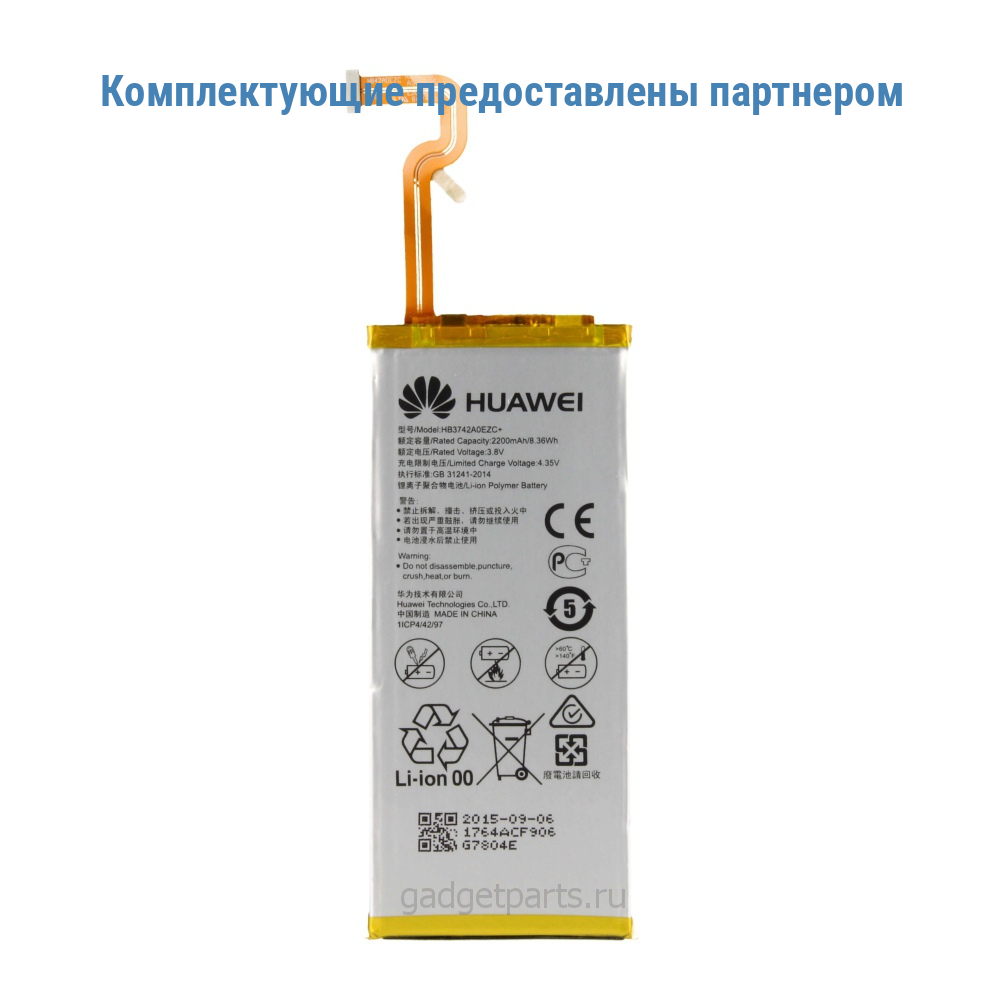 Комплектующие предоставлены партнером
HUAWEI
型号/Model: HB3742A0EZC+
额定容量/Rated Capacity:2200mAh/8.36Wh
额定电压/Rated Voltage:3.8V
充电限制电压/Limited Charge Voltage:4.35V
执行标准:GB 31241-2014
锂离子聚合物电池/Li-ion Polymer Battery
警告:
• 禁止拆解、撞击、挤压或投入火中
• 若出现严重鼓胀，请勿继续使用
• 请勿置于高温环境中
• 电池浸水后禁止使用
CE
Warning:
• Do not disassemble,puncture,
crush,heat,or burn.
PCT
华为技术有限公司
Huawei Technologies Co.,LTD.
中国制造 MADE IN CHINA
1ICP4/42/97
5
>60℃
>140℉
Li-ion 00
廢電池請回收
2015-09-06
1764ACF906
G7804E
gadgetparts.ru